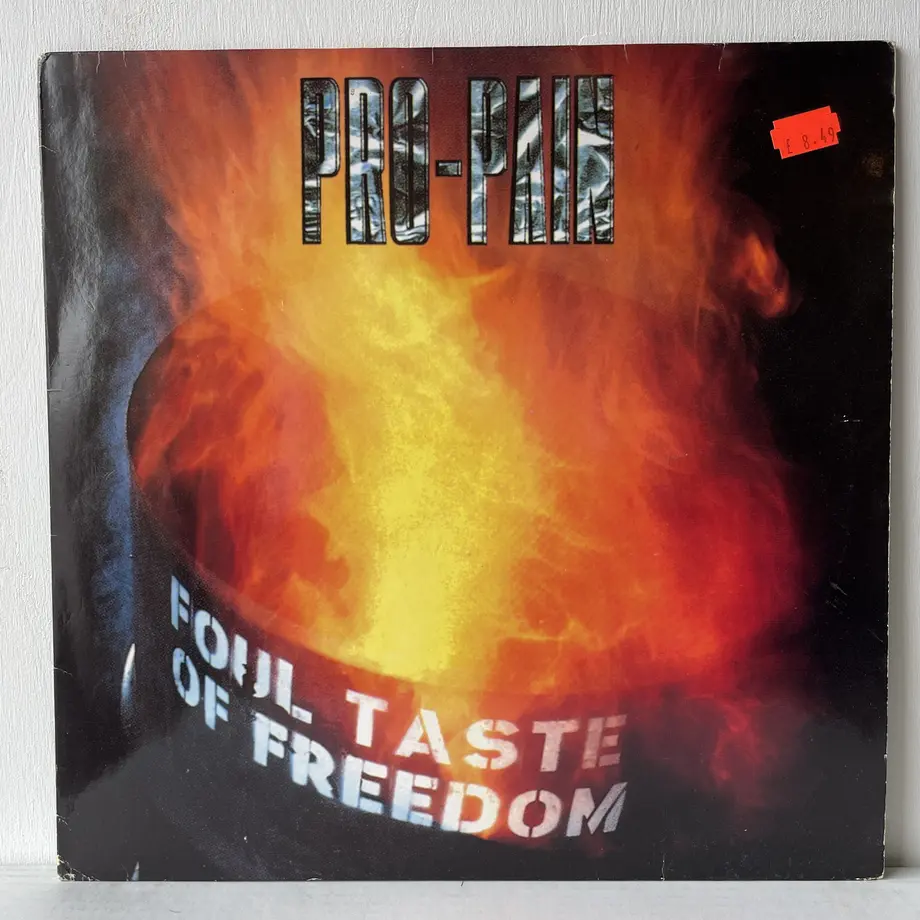 PRO-PAIN
£ 8.49
FOUL TASTE
OF FREEDOM